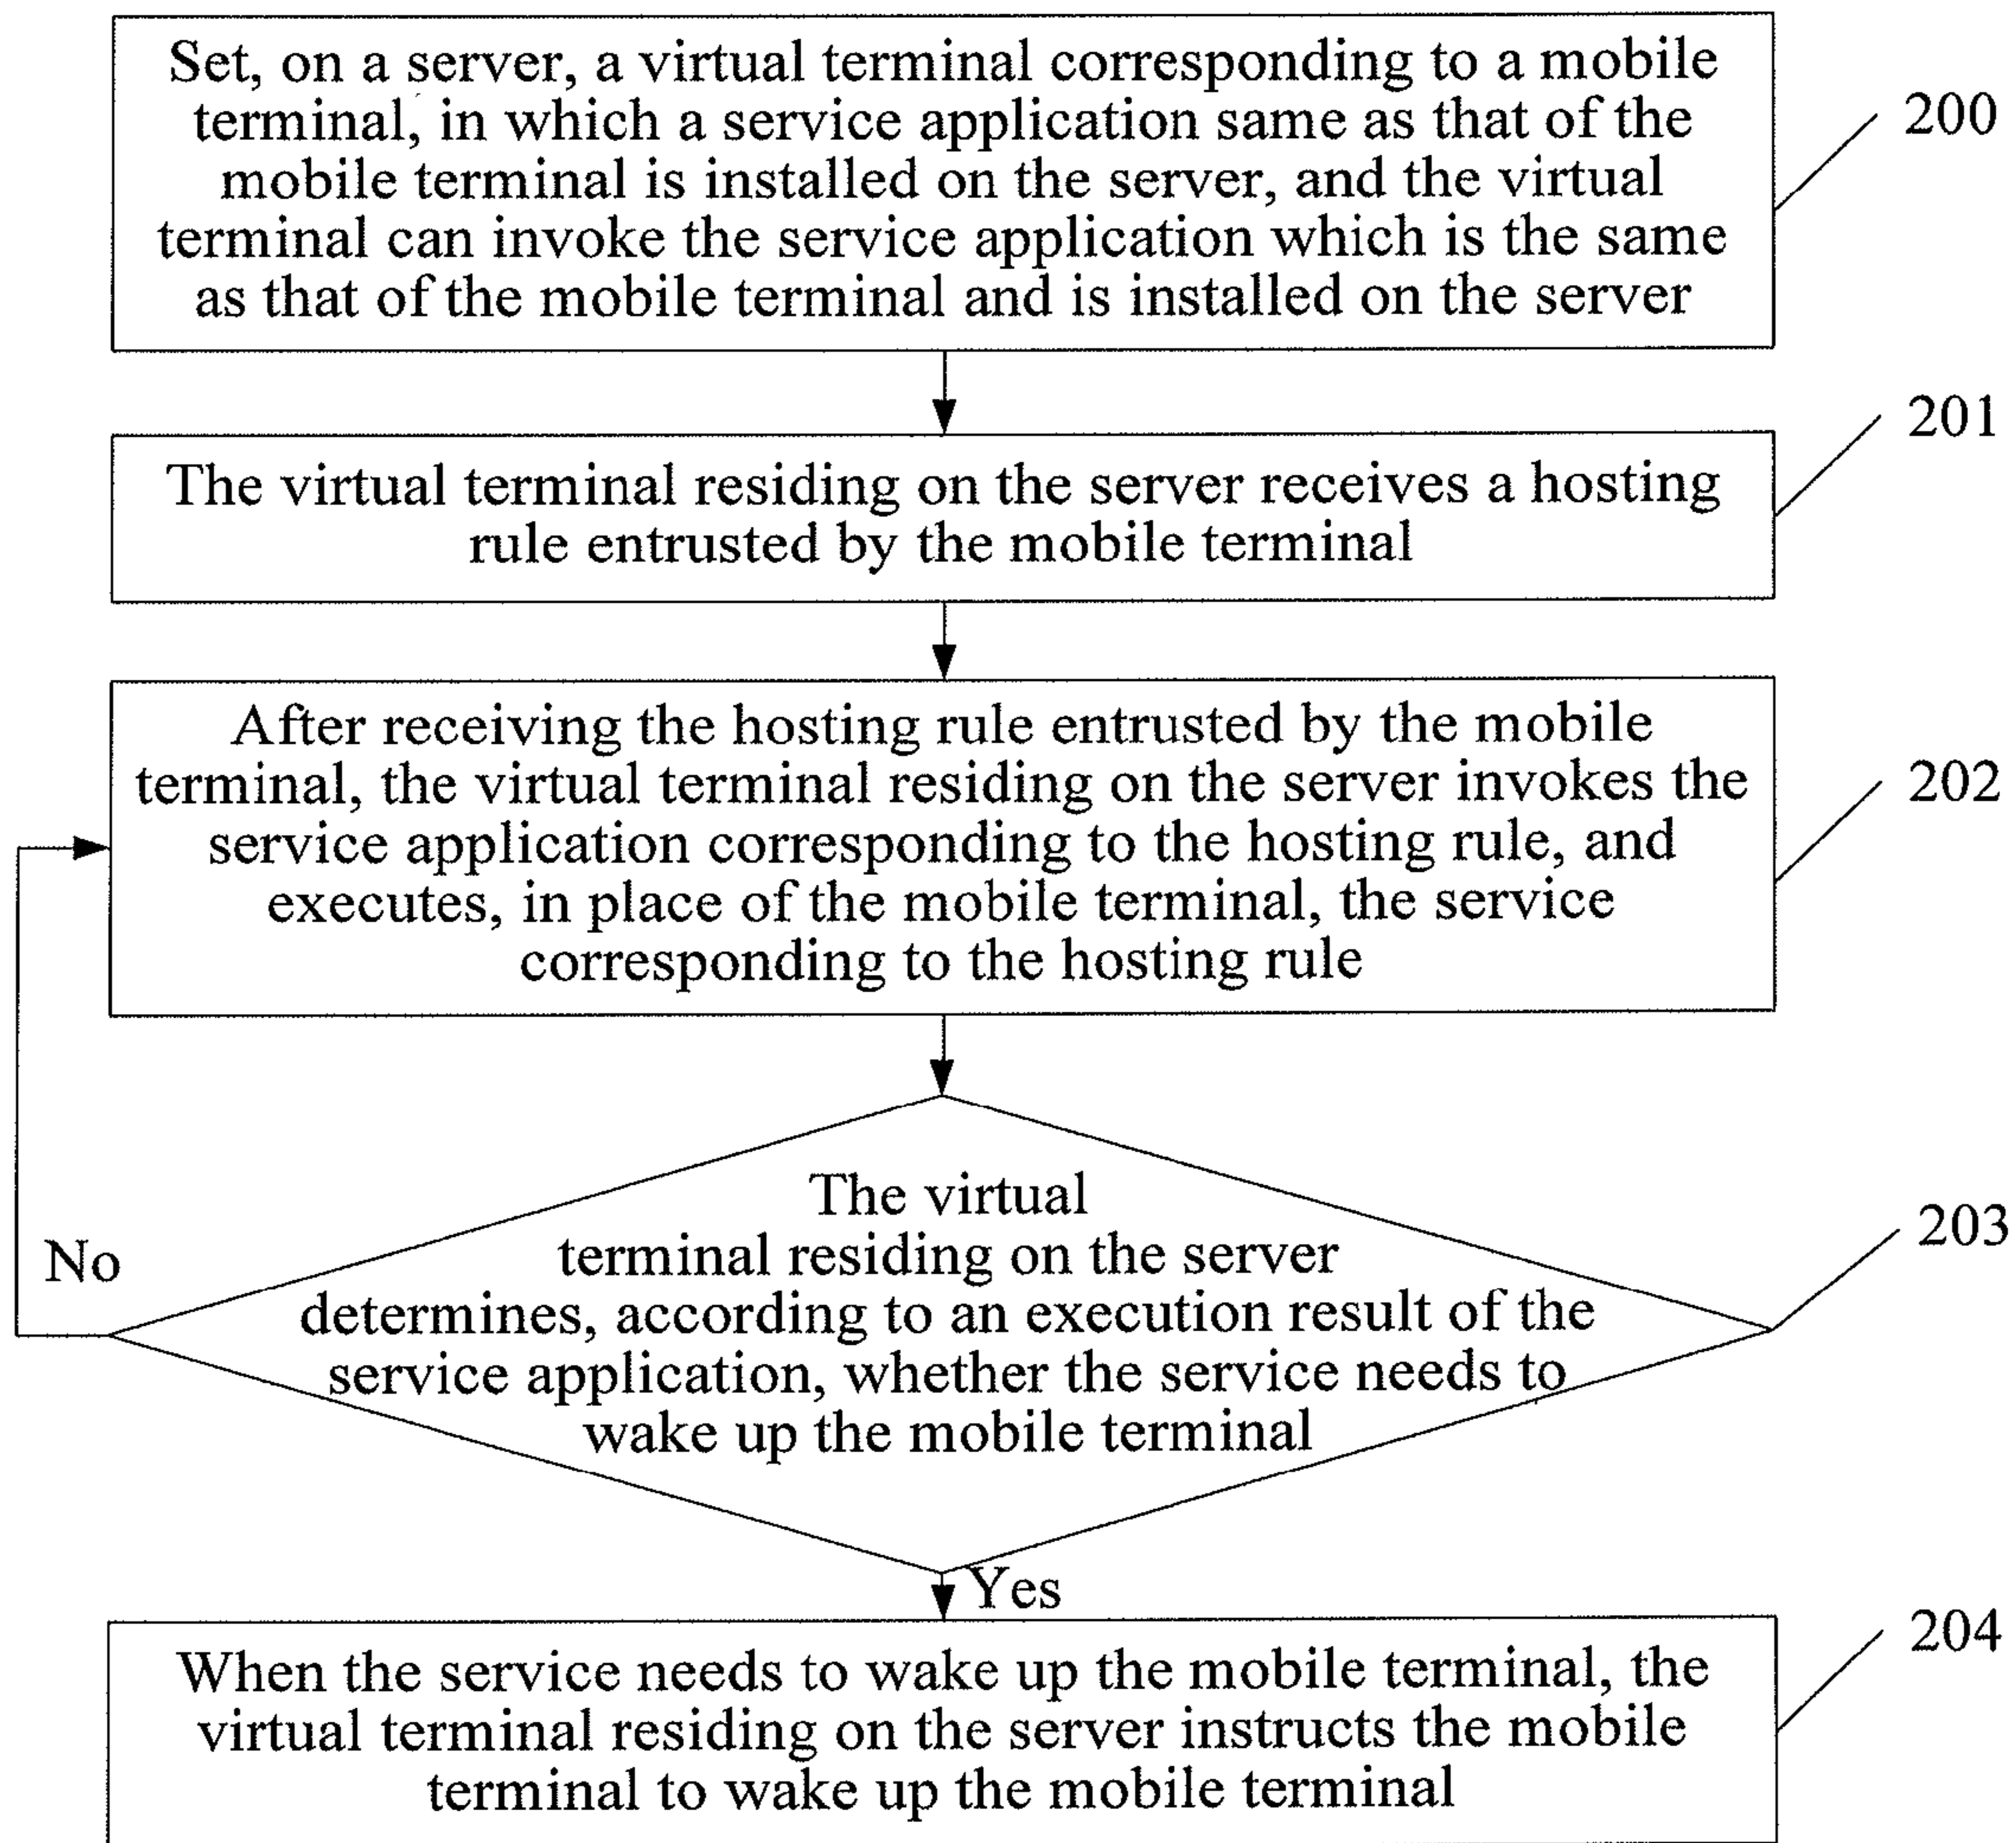 Set, on a server, a virtual terminal corresponding to a mobile
terminal, in which a service application same as that of the
mobile terminal is installed on the server, and the virtual
terminal can invoke the service application which is the same
as that of the mobile terminal and is installed on the server
200
The virtual terminal residing on the server receives a hosting
rule entrusted by the mobile terminal
201
After receiving the hosting rule entrusted by the mobile
terminal, the virtual terminal residing on the server invokes the
service application corresponding to the hosting rule, and
executes, in place of the mobile terminal, the service
corresponding to the hosting rule
202
The virtual
terminal residing on the server
determines, according to an execution result of the
service application, whether the service needs to
wake up the mobile terminal
203
No
Yes
When the service needs to wake up the mobile terminal, the
virtual terminal residing on the server instructs the mobile
terminal to wake up the mobile terminal
204